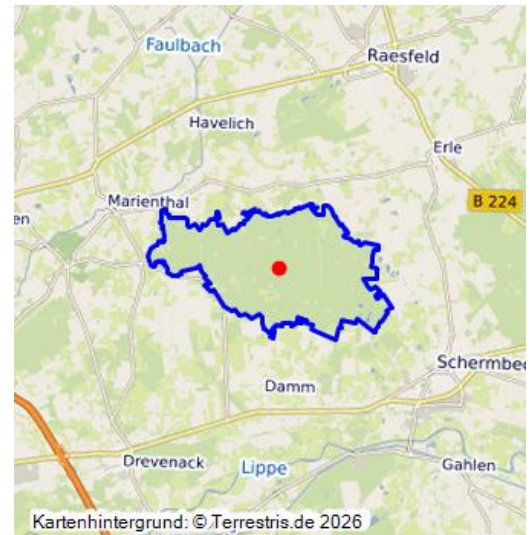 Faulbach
Raesfeld
Havelich
Erle
Marienthal
B 224
en
Schermbec
Damm
Drevenack
Lippe
Gahlen
Kartenhintergrund: © Terrestris.de 2026